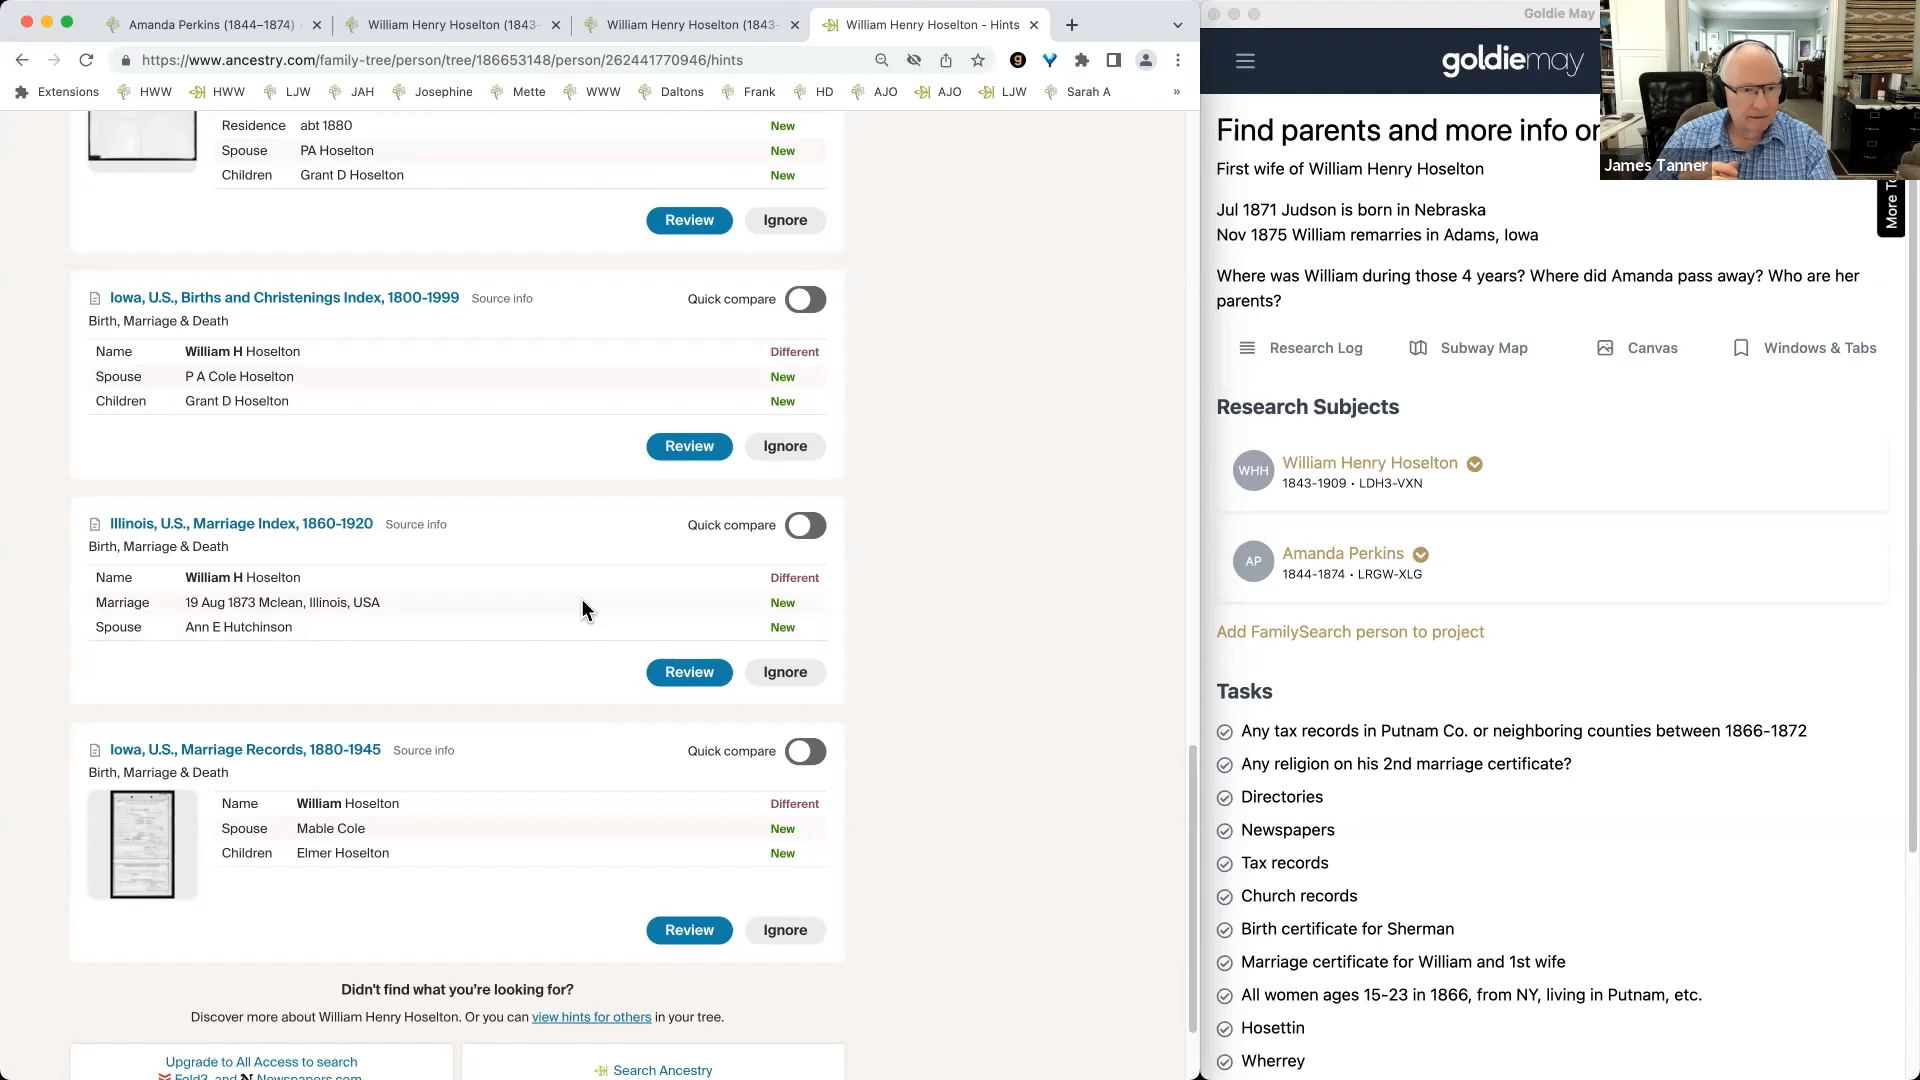 Amanda Perkins (1844–1874)
William Henry Hoselton (1843-
William Henry Hoselton (1843-
William Henry Hoselton - Hints
https://www.ancestry.com/family-tree/person/tree/186653148/person/262441770946/hints
Extensions HWW HWW LJW JAH Josephine Mette WWW Daltons Frank HD AJO AJO LJW Sarah A »
Residence abt 1880 New
Spouse PA Hoselton New
Children Grant D Hoselton New
Review Ignore
Iowa, U.S., Births and Christenings Index, 1800-1999 Source info Quick compare
Birth, Marriage & Death
Name William H Hoselton Different
Spouse P A Cole Hoselton New
Children Grant D Hoselton New
Review Ignore
Illinois, U.S., Marriage Index, 1860-1920 Source info Quick compare
Birth, Marriage & Death
Name William H Hoselton Different
Marriage 19 Aug 1873 Mclean, Illinois, USA New
Spouse Ann E Hutchinson New
Review Ignore
Iowa, U.S., Marriage Records, 1880-1945 Source info Quick compare
Birth, Marriage & Death
Name William Hoselton Different
Spouse Mable Cole New
Children Elmer Hoselton New
Review Ignore
Didn't find what you're looking for?
Discover more about William Henry Hoselton. Or you can view hints for others in your tree.
Upgrade to All Access to search
Fold3 and Newspapers.com
Search Ancestry
Goldie May
goldiemay
James Tanner
Find parents and more info
First wife of William Henry Hoselton
More
Jul 1871 Judson is born in Nebraska
Nov 1875 William remarries in Adams, Iowa
Where was William during those 4 years? Where did Amanda pass away? Who are her
parents?
Research Log Subway Map Canvas Windows & Tabs
Research Subjects
WHH William Henry Hoselton
1843-1909 • LDH3-VXN
AP Amanda Perkins
1844-1874 • LRGW-XLG
Add FamilySearch person to project
Tasks
Any tax records in Putnam Co. or neighboring counties between 1866-1872
Any religion on his 2nd marriage certificate?
Directories
Newspapers
Tax records
Church records
Birth certificate for Sherman
Marriage certificate for William and 1st wife
All women ages 15-23 in 1866, from NY, living in Putnam, etc.
Hosettin
Wherrey